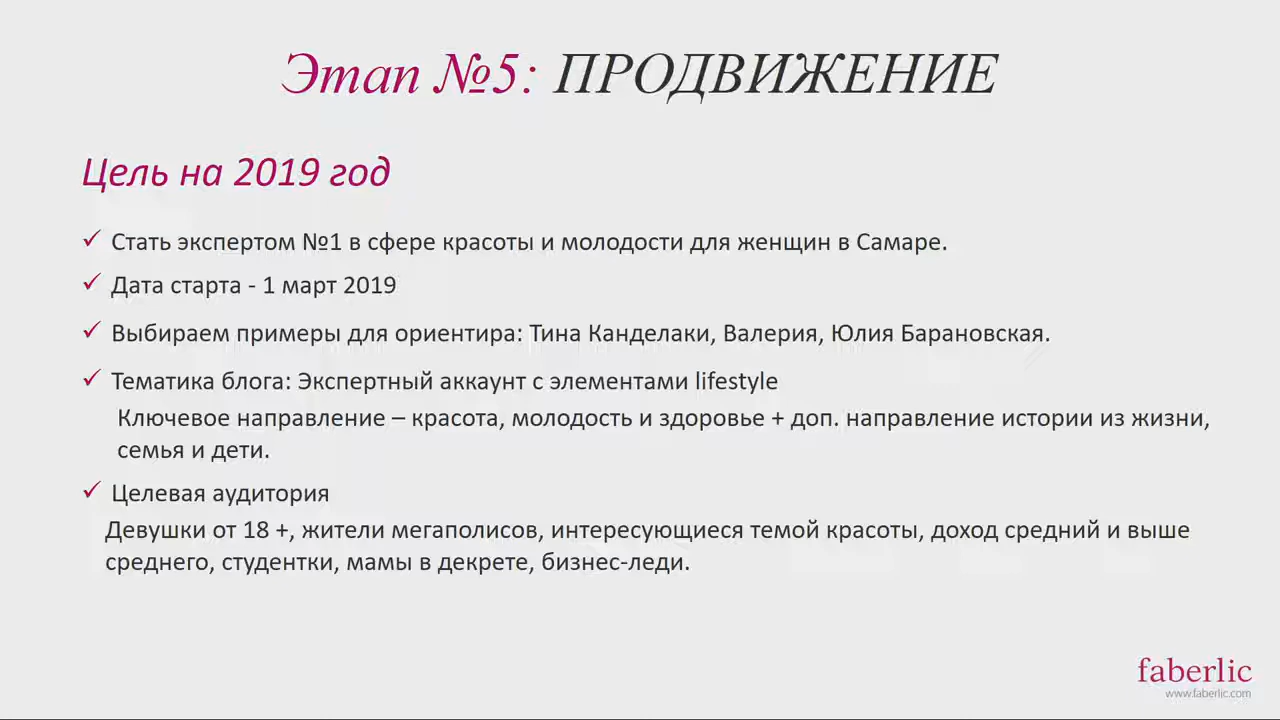 Этап №5: ПРОДВИЖЕНИЕ
Цель на 2019 год
✓ Стать экспертом №1 в сфере красоты и молодости для женщин в Самаре.
✓ Дата старта - 1 март 2019
✓ Выбираем примеры для ориентира: Тина Канделаки, Валерия, Юлия Барановская.
✓ Тематика блога: Экспертный аккаунт с элементами lifestyle
Ключевое направление – красота, молодость и здоровье + доп. направление истории из жизни,
семья и дети.
✓ Целевая аудитория
Девушки от 18 +, жители мегаполисов, интересующиеся темой красоты, доход средний и выше
среднего, студентки, мамы в декрете, бизнес-леди.
faberlic
www.faberlic.com